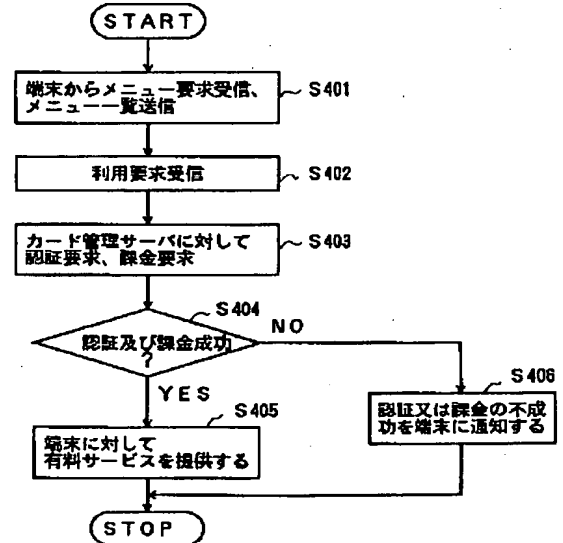 START
端末からメニュー要求受信、
メニュー一覧送信
S401
利用要求受信
S402
カード管理サーバに対して
認証要求、課金要求
S403
S404
認証及び課金成功
?
NO
YES
S405
端末に対して
有料サービスを提供する
S406
認証又は課金の不成
功を端末に通知する
STOP